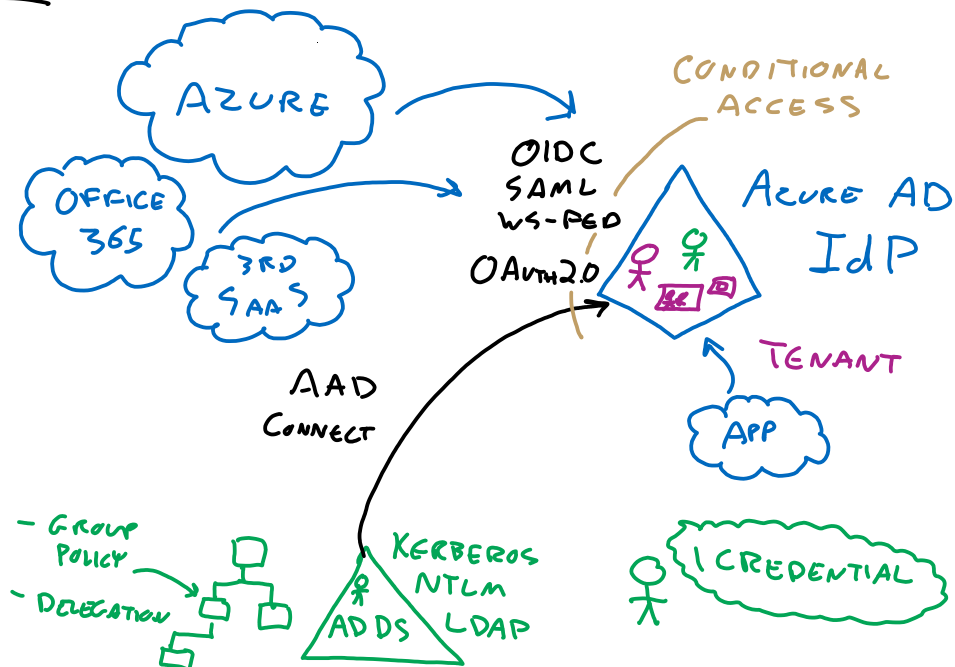 AZURE
CONDITIONAL
ACCESS
OFFICE
365
3RD
SAAS
OIDC
SAML
WS-FED
OAUTH2.0
AZURE AD
IdP
TENANT
APP
AAD
CONNECT
- GROUP
POLICY
- DELEGATION
KERBEROS
NTLM
LDAP
ADDS
1 CREDENTIAL